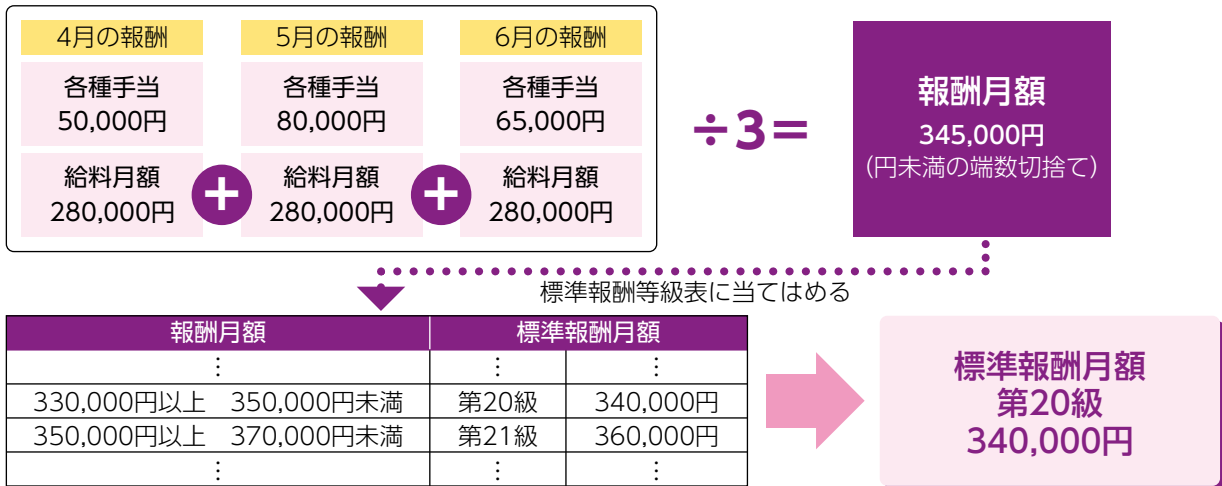 4月の報酬 5月の報酬 6月の報酬
各種手当 各種手当 各種手当
50,000円 80,000円 65,000円
給料月額 + 給料月額 + 給料月額
280,000円 280,000円 280,000円
÷3=
報酬月額
345,000円
(円未満の端数切捨て)
標準報酬等級表に当てはめる
報酬月額 標準報酬月額
⋮ ⋮ ⋮
330,000円以上 350,000円未満 第20級 340,000円
350,000円以上 370,000円未満 第21級 360,000円
⋮ ⋮ ⋮
標準報酬月額
第20級
340,000円